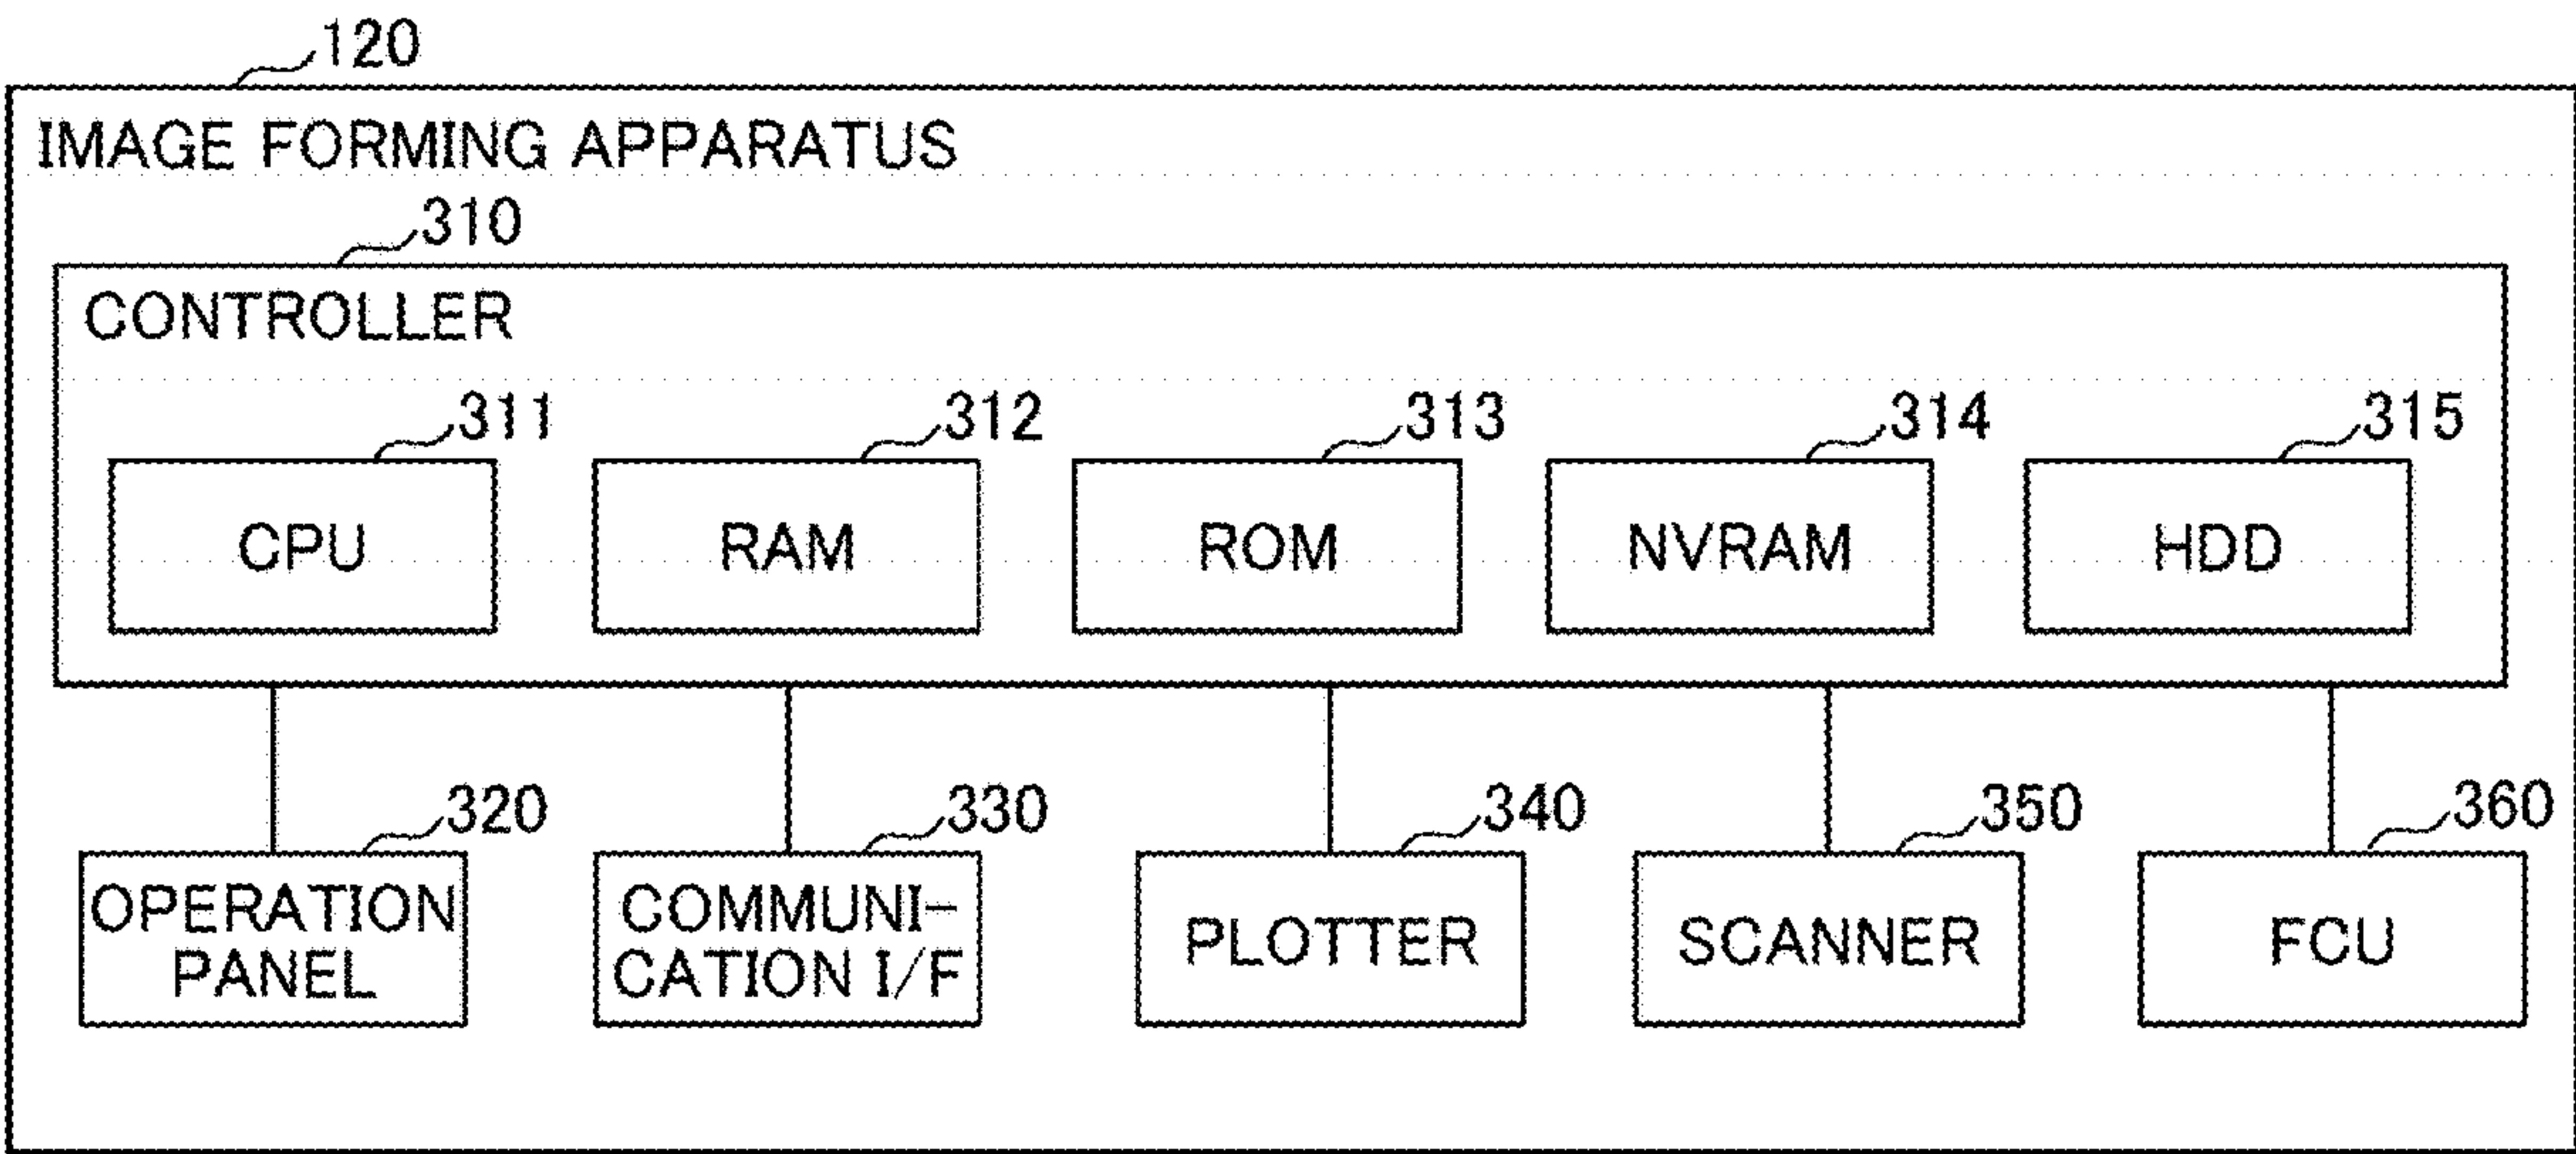 120
IMAGE FORMING APPARATUS
310
CONTROLLER
311 312 313 314 315
CPU RAM ROM NVRAM HDD
320 330 340 350 360
OPERATION
PANEL
COMMUNI-
CATION I/F
PLOTTER
SCANNER
FCU